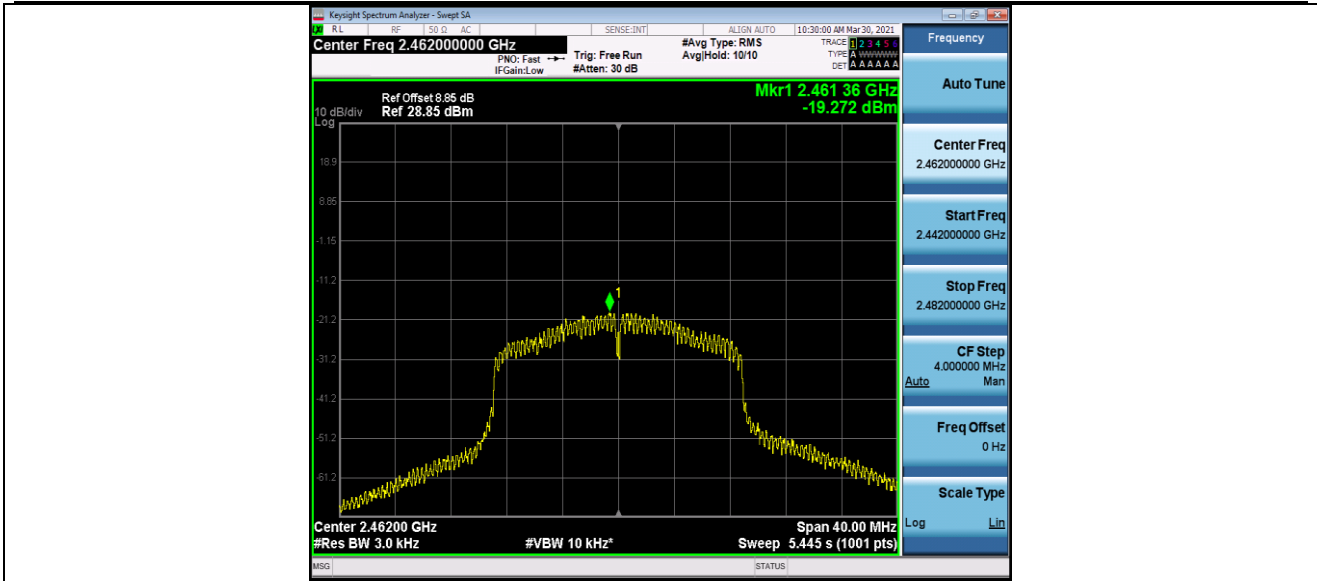 Keysight Spectrum Analyzer - Swept SA
RL RF 50 Ω AC SENSE:INT ALIGN AUTO 10:30:00 AM Mar 30, 2021
Center Freq 2.462000000 GHz
PNO: Fast
IFGain:Low
Trig: Free Run
#Atten: 30 dB
#Avg Type: RMS
Avg|Hold: 10/10
TRACE 1 2 3 4 5 6
TYPE A WWWWW
DET A A A A A A
Ref Offset 8.85 dB
10 dB/div Ref 28.85 dBm
Log
Mkr1 2.461 36 GHz
-19.272 dBm
18.9
8.85
-1.15
-11.2
-21.2
-31.2
-41.2
-51.2
-61.2
1
Center 2.46200 GHz Span 40.00 MHz
#Res BW 3.0 kHz #VBW 10 kHz* Sweep 5.445 s (1001 pts)
MSG STATUS
Frequency
Auto Tune
Center Freq
2.462000000 GHz
Start Freq
2.442000000 GHz
Stop Freq
2.482000000 GHz
CF Step
4.000000 MHz
Auto Man
Freq Offset
0 Hz
Scale Type
Log Lin